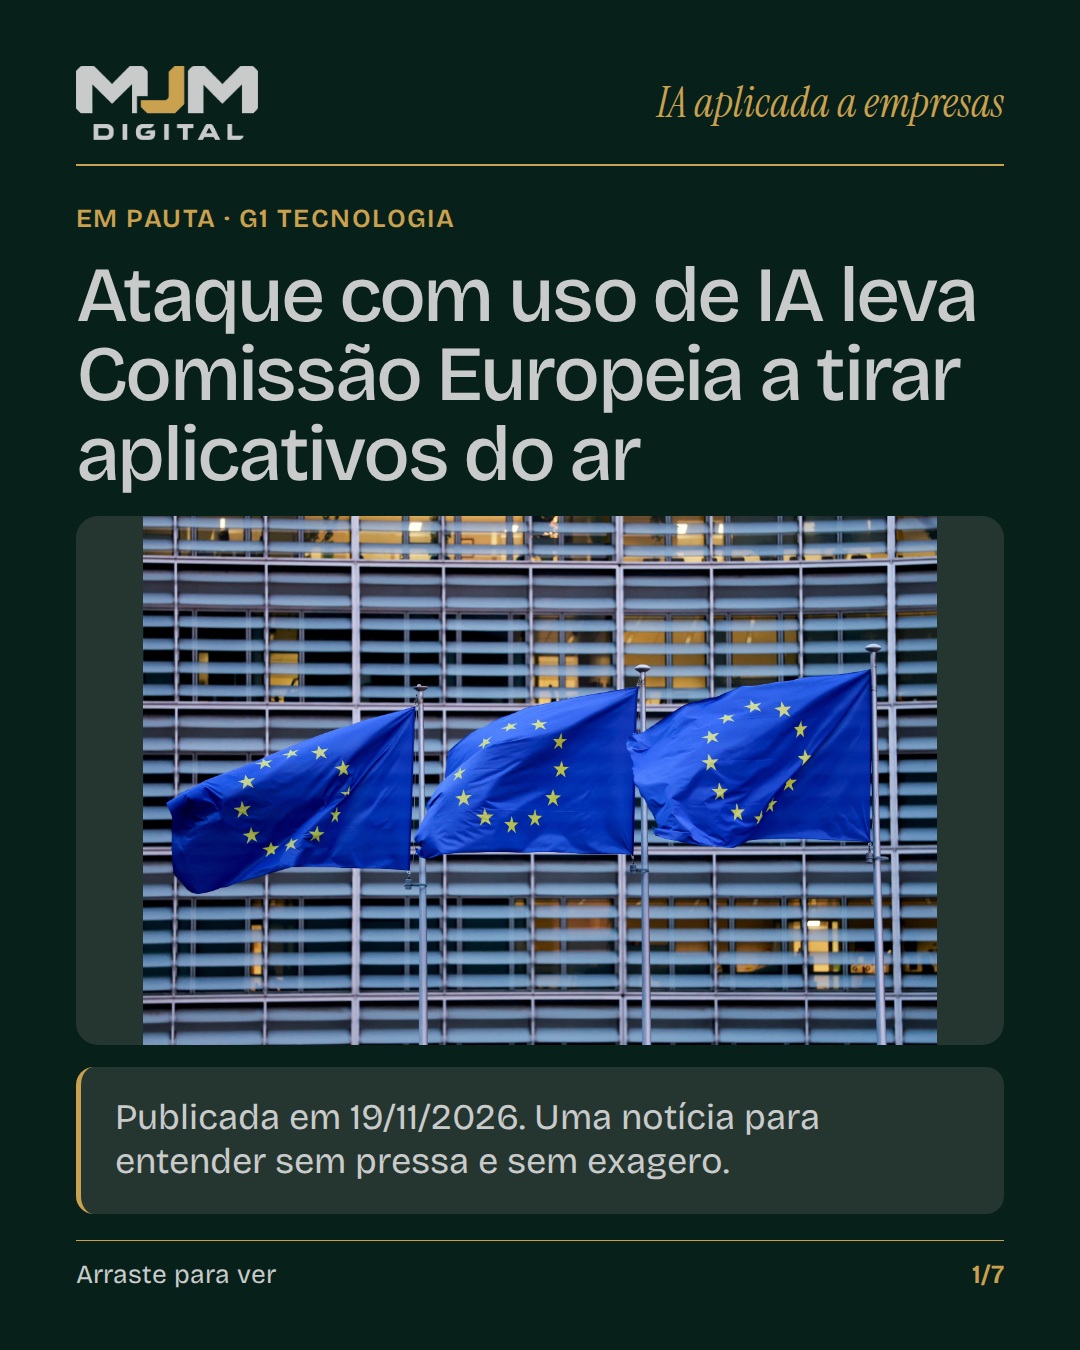 MJM
DIGITAL
IA aplicada a empresas
EM PAUTA · G1 TECNOLOGIA
Ataque com uso de IA leva
Comissão Europeia a tirar
aplicativos do ar
Publicada em 19/11/2026. Uma notícia para
entender sem pressa e sem exagero.
Arraste para ver
1/7